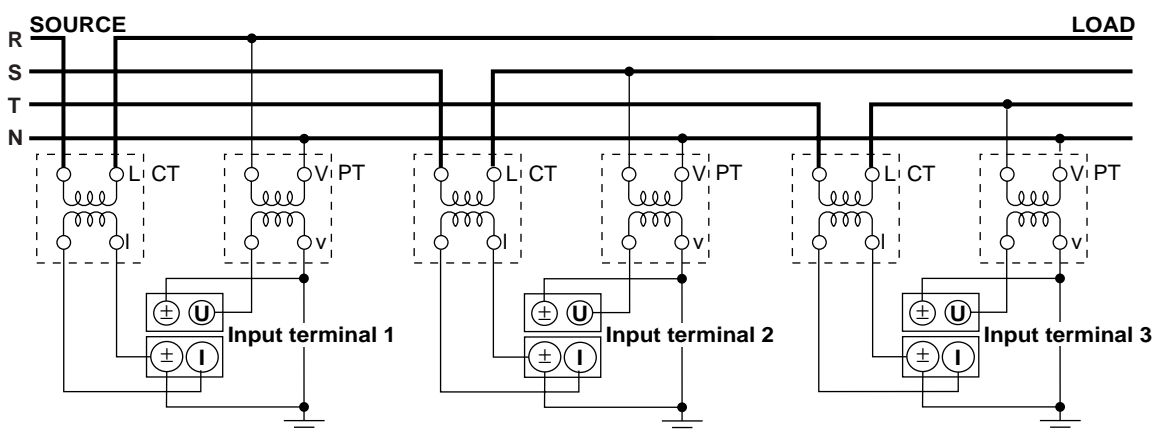 SOURCE LOAD
R
S
T
N
L CT V PT L CT V PT L CT V PT
l v l v l v
± U ± U ± U
Input terminal 1 Input terminal 2 Input terminal 3
± I ± I ± I